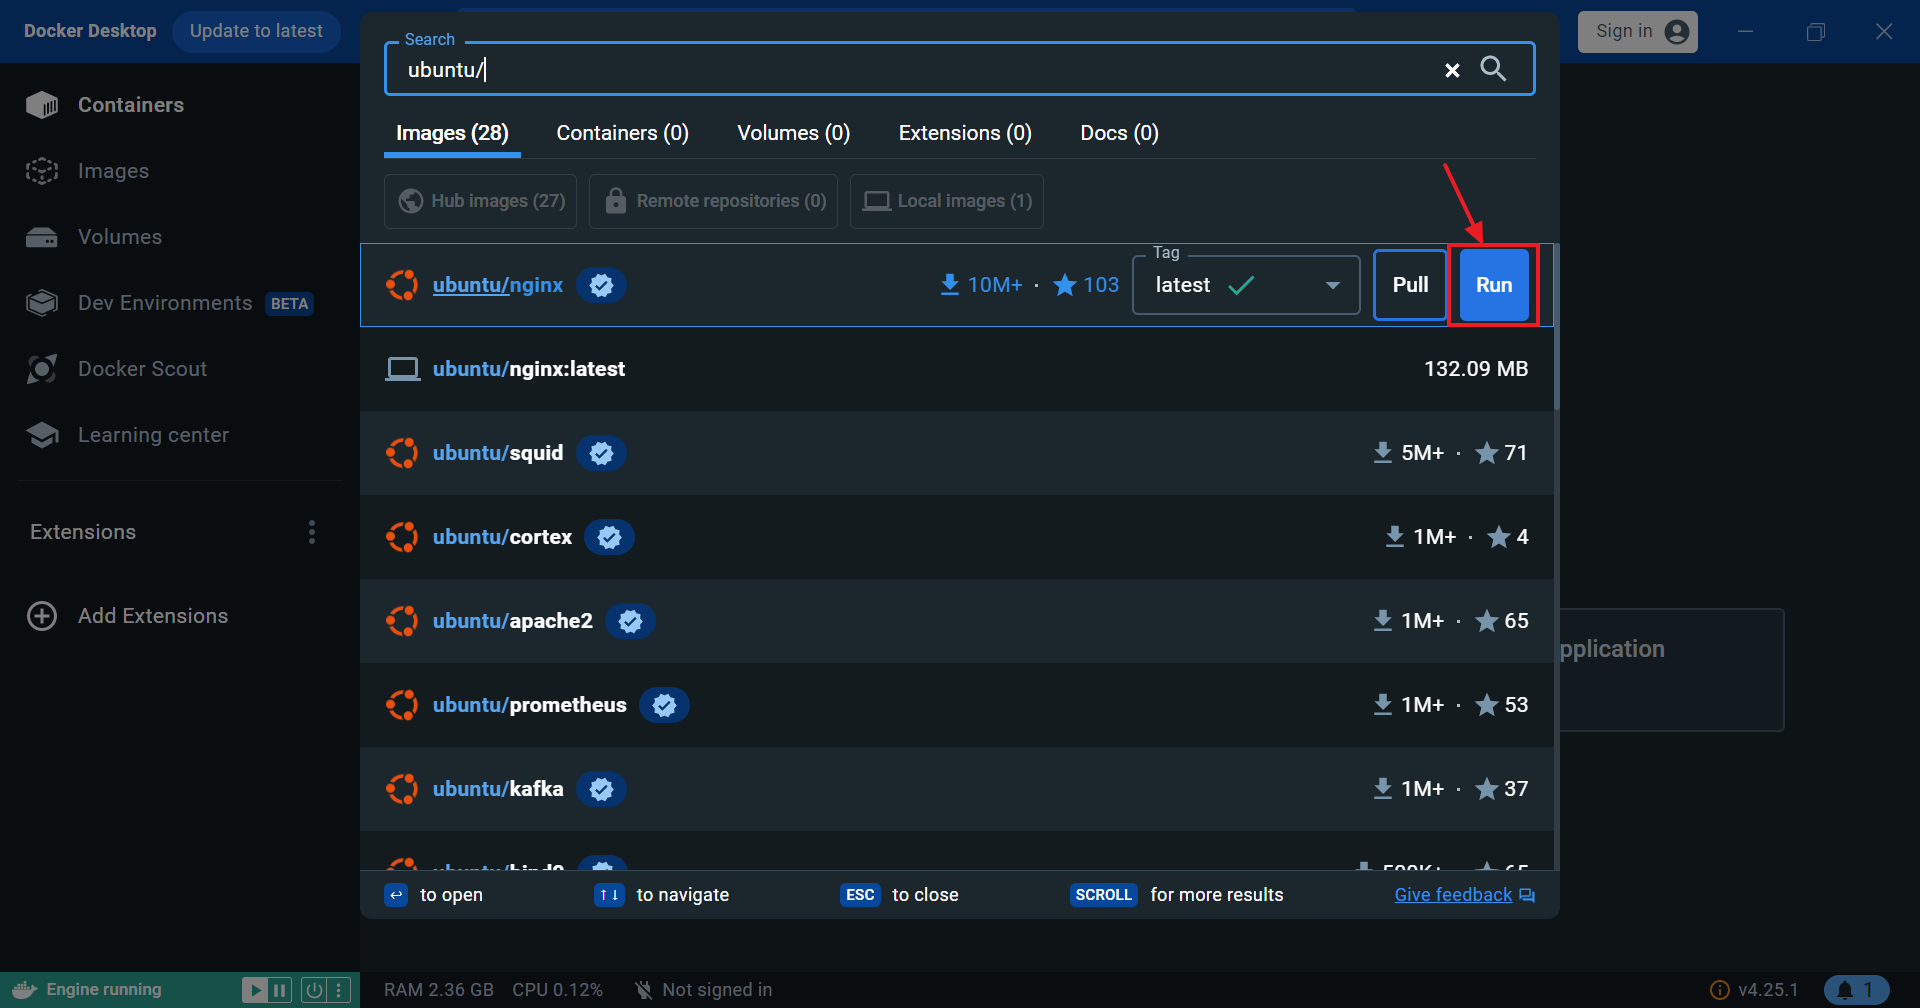 Docker Desktop
Update to latest
Sign in
Search
ubuntu/
Containers
Images
Volumes
Dev Environments BETA
Docker Scout
Learning center
Extensions
Add Extensions
Images (28) Containers (0) Volumes (0) Extensions (0) Docs (0)
Hub images (27) Remote repositories (0) Local images (1)
ubuntu/nginx 10M+ · 103 Tag latest Pull Run
ubuntu/nginx:latest 132.09 MB
ubuntu/squid 5M+ · 71
ubuntu/cortex 1M+ · 4
ubuntu/apache2 1M+ · 65
ubuntu/prometheus 1M+ · 53
ubuntu/kafka 1M+ · 37
pplication
to open to navigate ESC to close SCROLL for more results Give feedback
Engine running RAM 2.36 GB CPU 0.12% Not signed in v4.25.1 1